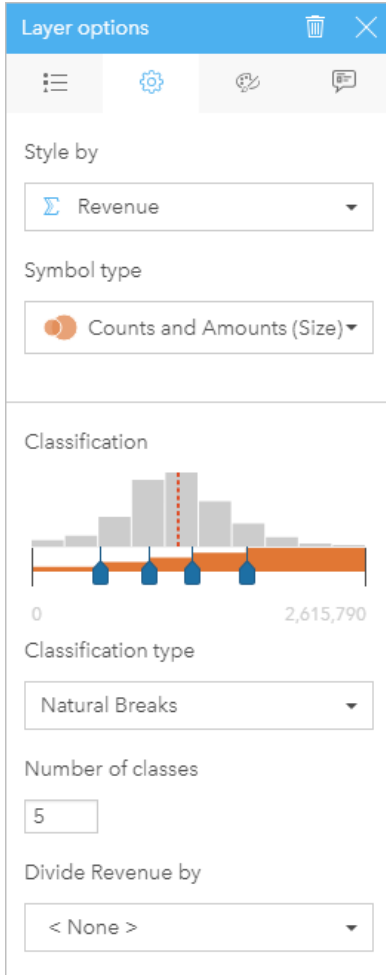 Layer options
Style by
Σ Revenue
Symbol type
Counts and Amounts (Size)
Classification
0 2,615,790
Classification type
Natural Breaks
Number of classes
5
Divide Revenue by
< None >